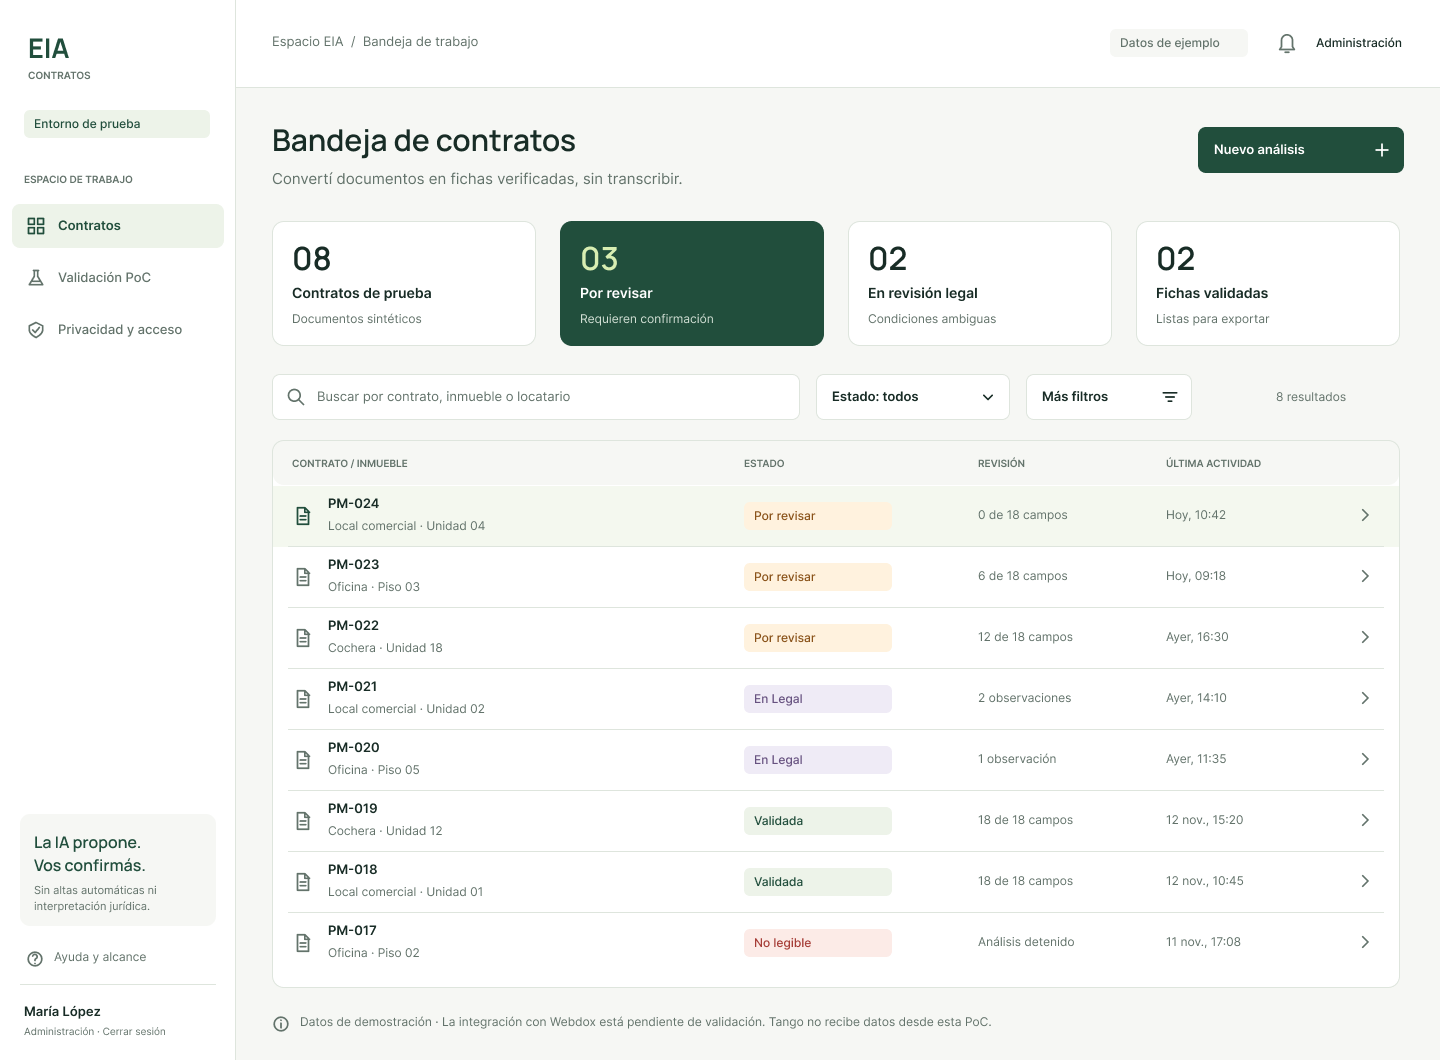 EIA
CONTRATOS
Entorno de prueba
ESPACIO DE TRABAJO
Contratos
Validación PoC
Privacidad y acceso
La IA propone.
Vos confirmás.
Sin altas automáticas ni
interpretación jurídica.
Ayuda y alcance
María López
Administración · Cerrar sesión
Espacio EIA / Bandeja de trabajo
Datos de ejemplo
Administración
Bandeja de contratos
Convertí documentos en fichas verificadas, sin transcribir.
Nuevo análisis
08
Contratos de prueba
Documentos sintéticos
03
Por revisar
Requieren confirmación
02
En revisión legal
Condiciones ambiguas
02
Fichas validadas
Listas para exportar
Buscar por contrato, inmueble o locatario
Estado: todos
Más filtros
8 resultados
CONTRATO / INMUEBLE ESTADO REVISIÓN ÚLTIMA ACTIVIDAD
PM-024
Local comercial · Unidad 04
Por revisar
0 de 18 campos
Hoy, 10:42
PM-023
Oficina · Piso 03
Por revisar
6 de 18 campos
Hoy, 09:18
PM-022
Cochera · Unidad 18
Por revisar
12 de 18 campos
Ayer, 16:30
PM-021
Local comercial · Unidad 02
En Legal
2 observaciones
Ayer, 14:10
PM-020
Oficina · Piso 05
En Legal
1 observación
Ayer, 11:35
PM-019
Cochera · Unidad 12
Validada
18 de 18 campos
12 nov., 15:20
PM-018
Local comercial · Unidad 01
Validada
18 de 18 campos
12 nov., 10:45
PM-017
Oficina · Piso 02
No legible
Análisis detenido
11 nov., 17:08
Datos de demostración · La integración con Webdox está pendiente de validación. Tango no recibe datos desde esta PoC.